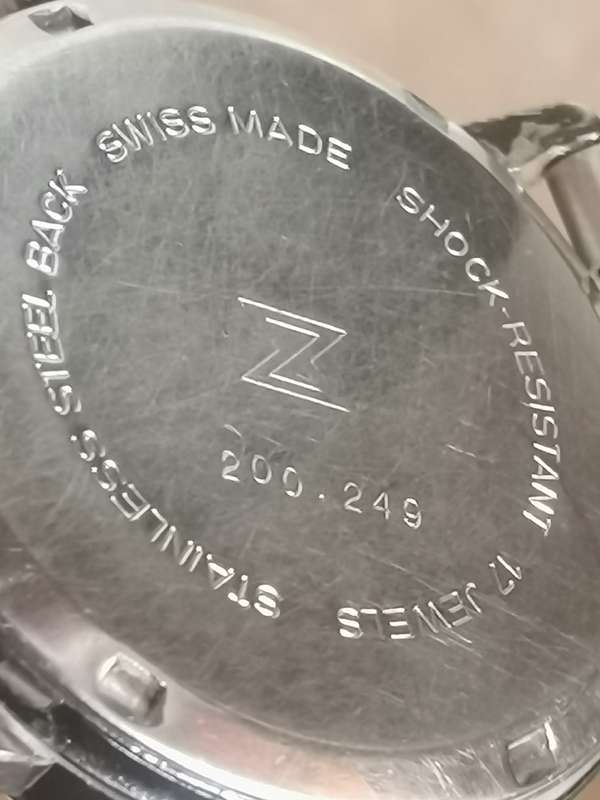 SWISS MADE
SHOCK-RESISTANT
17 JEWELS
STAINLESS STEEL BACK
200.249